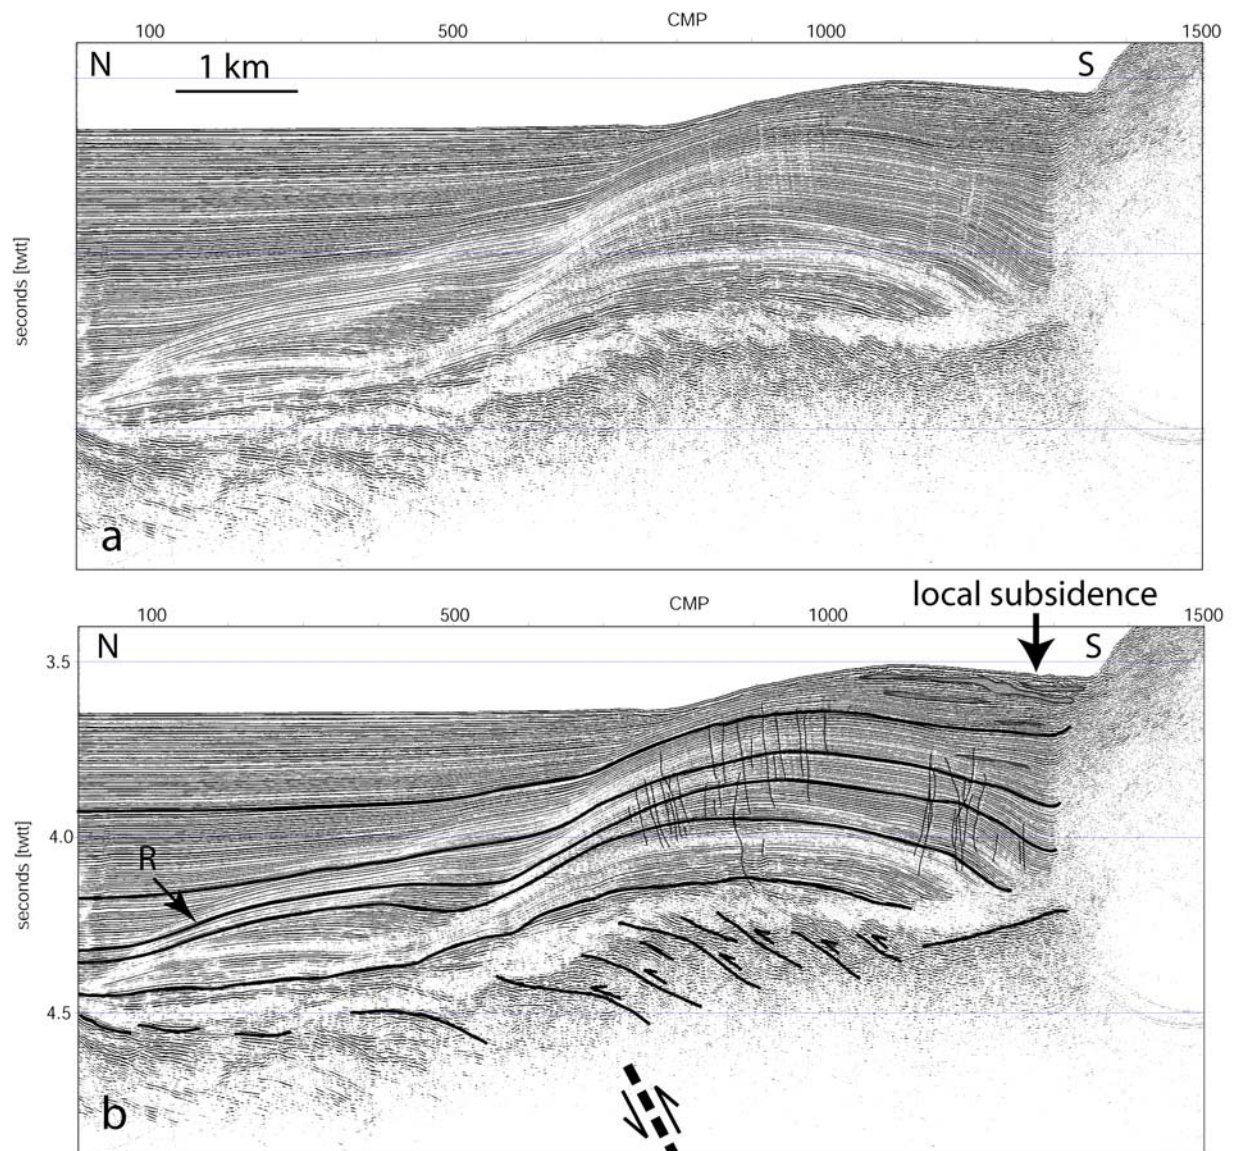 CMP
100 500 1000 1500
N 1 km S
seconds [twtt]
a
local subsidence
CMP
100 500 1000 1500
N S
3.5
4.0
R
seconds [twtt]
4.5
b